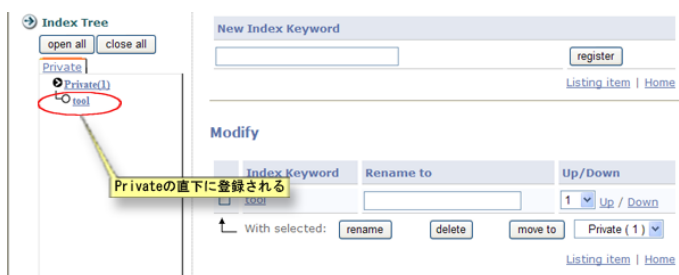 Index Tree
open all close all
Private
Private(1)
tool
Privateの直下に登録される
New Index Keyword
register
Listing item | Home
Modify
Index Keyword Rename to Up/Down
tool 1 Up / Down
With selected: rename delete move to Private ( 1 )
Listing item | Home